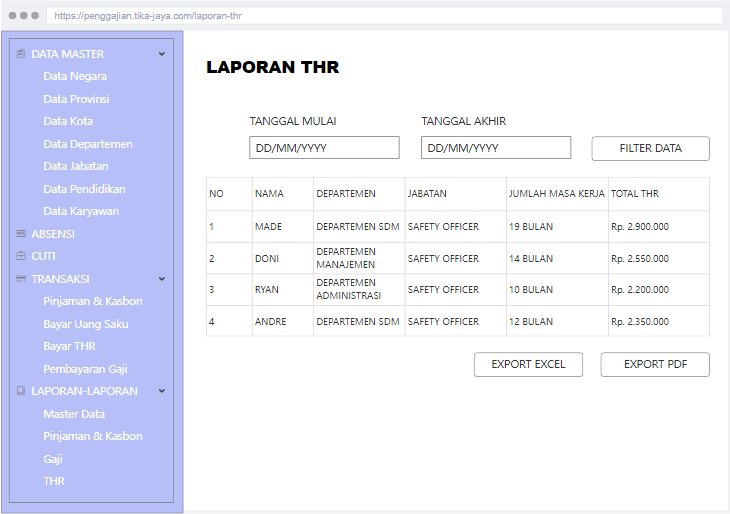 https://penggajian.tika-jaya.com/laporan-thr
DATA MASTER
Data Negara
Data Provinsi
Data Kota
Data Departemen
Data Jabatan
Data Pendidikan
Data Karyawan
ABSENSI
CUTI
TRANSAKSI
Pinjaman & Kasbon
Bayar Uang Saku
Bayar THR
Pembayaran Gaji
LAPORAN-LAPORAN
Master Data
Pinjaman & Kasbon
Gaji
THR
LAPORAN THR
TANGGAL MULAI TANGGAL AKHIR
DD/MM/YYYY DD/MM/YYYY FILTER DATA
NO NAMA DEPARTEMEN JABATAN JUMLAH MASA KERJA TOTAL THR
1 MADE DEPARTEMEN SDM SAFETY OFFICER 19 BULAN Rp. 2.900.000
2 DONI DEPARTEMEN MANAJEMEN SAFETY OFFICER 14 BULAN Rp. 2.550.000
3 RYAN DEPARTEMEN ADMINISTRASI SAFETY OFFICER 10 BULAN Rp. 2.200.000
4 ANDRE DEPARTEMEN SDM SAFETY OFFICER 12 BULAN Rp. 2.350.000
EXPORT EXCEL EXPORT PDF